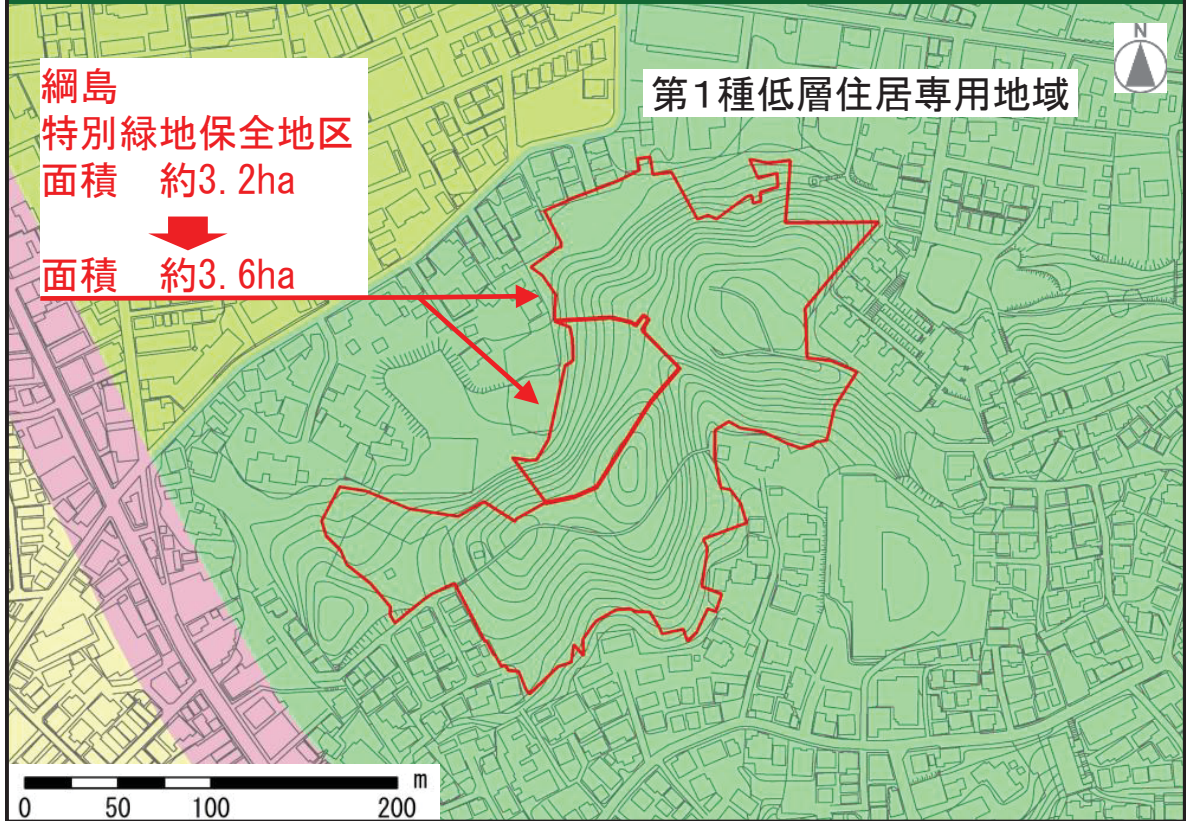 綱島
特別緑地保全地区
面積　約3.2ha
面積　約3.6ha
第1種低層住居専用地域
N
m
0 50 100 200